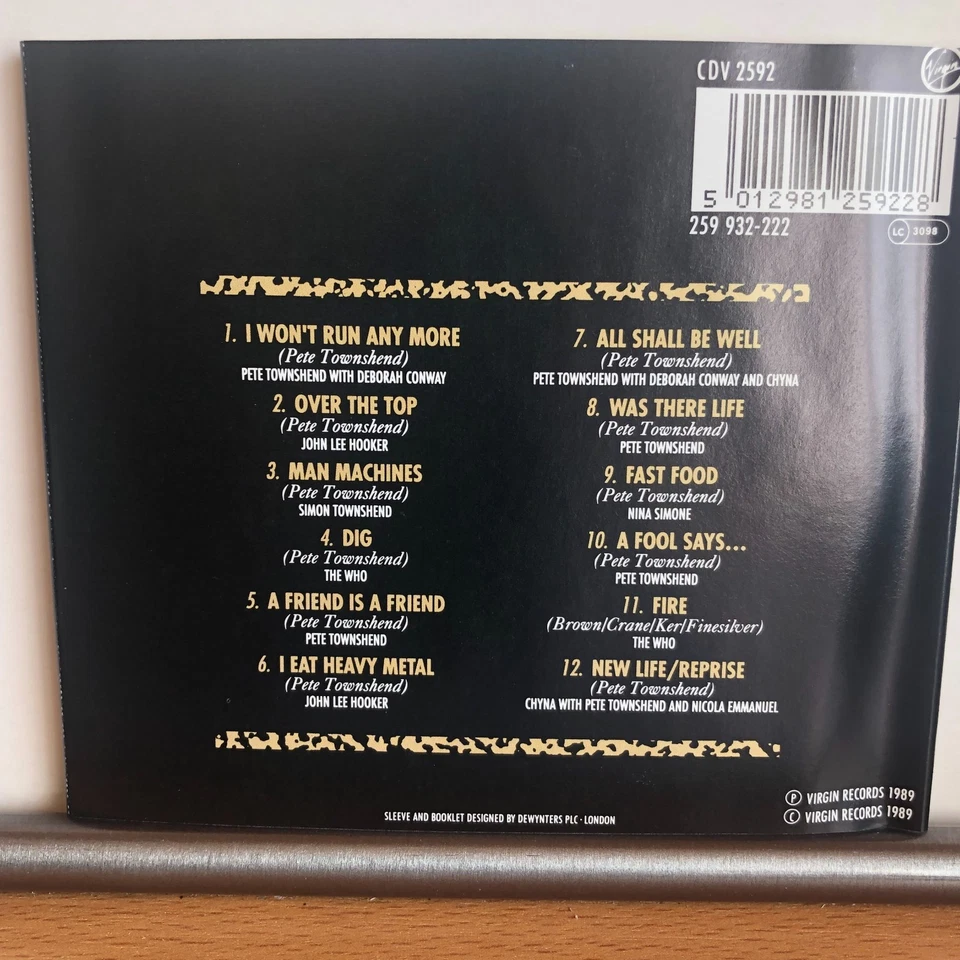 CDV 2592
Virgin
5 012981 259228
259 932-222
LC 3098
1. I WON'T RUN ANY MORE
(Pete Townshend)
PETE TOWNSHEND WITH DEBORAH CONWAY
2. OVER THE TOP
(Pete Townshend)
JOHN LEE HOOKER
3. MAN MACHINES
(Pete Townshend)
SIMON TOWNSHEND
4. DIG
(Pete Townshend)
THE WHO
5. A FRIEND IS A FRIEND
(Pete Townshend)
PETE TOWNSHEND
6. I EAT HEAVY METAL
(Pete Townshend)
JOHN LEE HOOKER
7. ALL SHALL BE WELL
(Pete Townshend)
PETE TOWNSHEND WITH DEBORAH CONWAY AND CHYNA
8. WAS THERE LIFE
(Pete Townshend)
PETE TOWNSHEND
9. FAST FOOD
(Pete Townshend)
NINA SIMONE
10. A FOOL SAYS...
(Pete Townshend)
PETE TOWNSHEND
11. FIRE
(Brown/Crane/Ker/Finesilver)
THE WHO
12. NEW LIFE/REPRISE
(Pete Townshend)
CHYNA WITH PETE TOWNSHEND AND NICOLA EMMANUEL
Ⓟ VIRGIN RECORDS 1989
© VIRGIN RECORDS 1989
SLEEVE AND BOOKLET DESIGNED BY DEWYNTERS PLC · LONDON